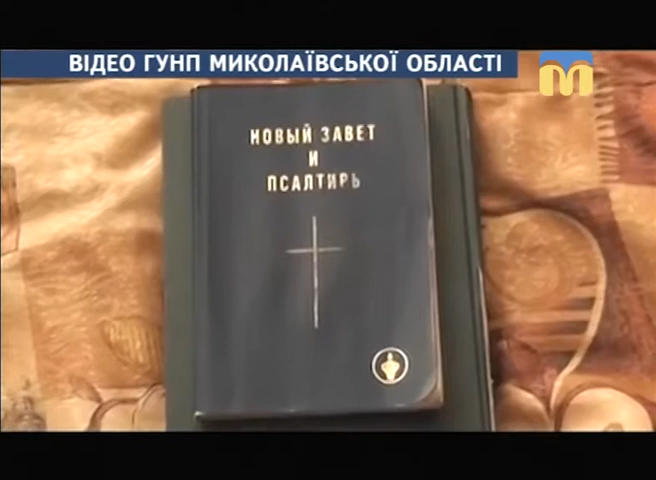 ВІДЕО ГУНП МИКОЛАЇВСЬКОЇ ОБЛАСТІ
М
НОВЫЙ ЗАВЕТ
И
ПСАЛТИРЬ